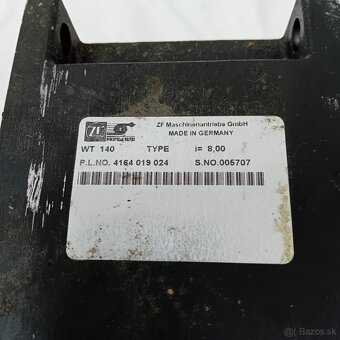 ZF Maschinenantriebe GmbH
MADE IN GERMANY
ZF
WT 140 TYPE i= 8,00
P.L.NO. 4164 019 024 S.NO.005707
Bazos.sk